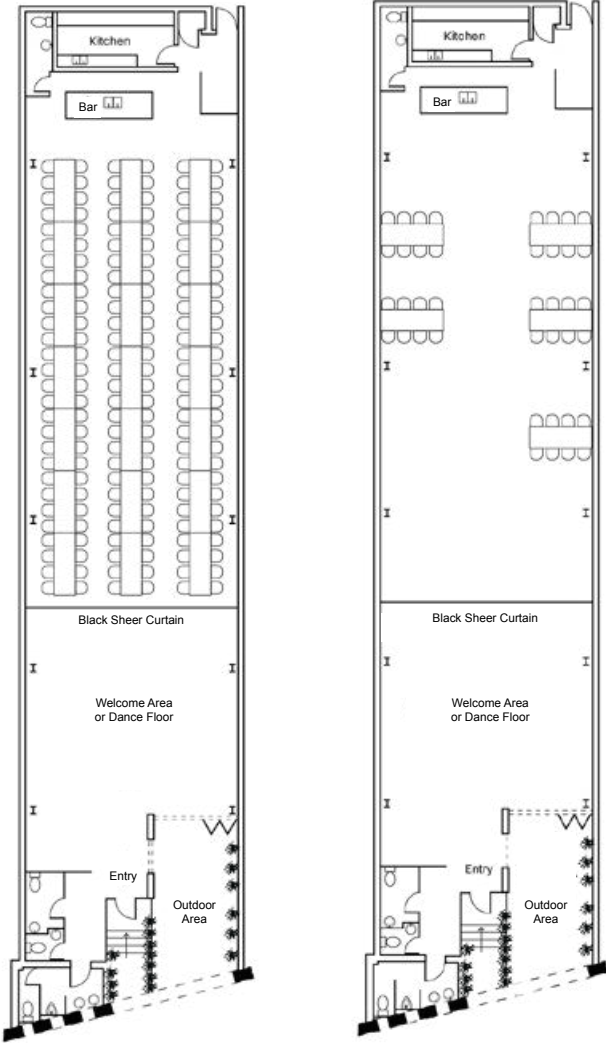 Kitchen
Bar
Black Sheer Curtain
Welcome Area
or Dance Floor
Entry
Outdoor
Area
Kitchen
Bar
Black Sheer Curtain
Welcome Area
or Dance Floor
Entry
Outdoor
Area